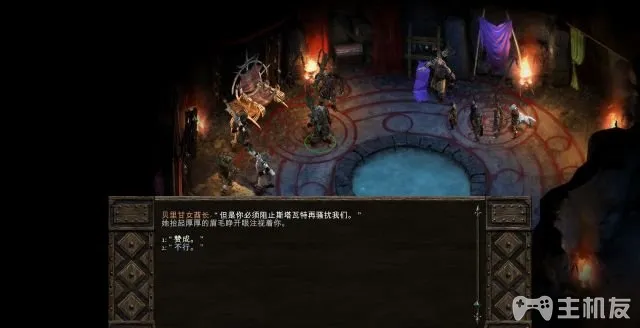 贝里甘女酋长- "但是你必须阻止斯塔瓦特再骚扰我们。"
她抬起厚厚的眉毛睁开眼注视着你。
1: "赞成。"
2: "不行。"
主机友